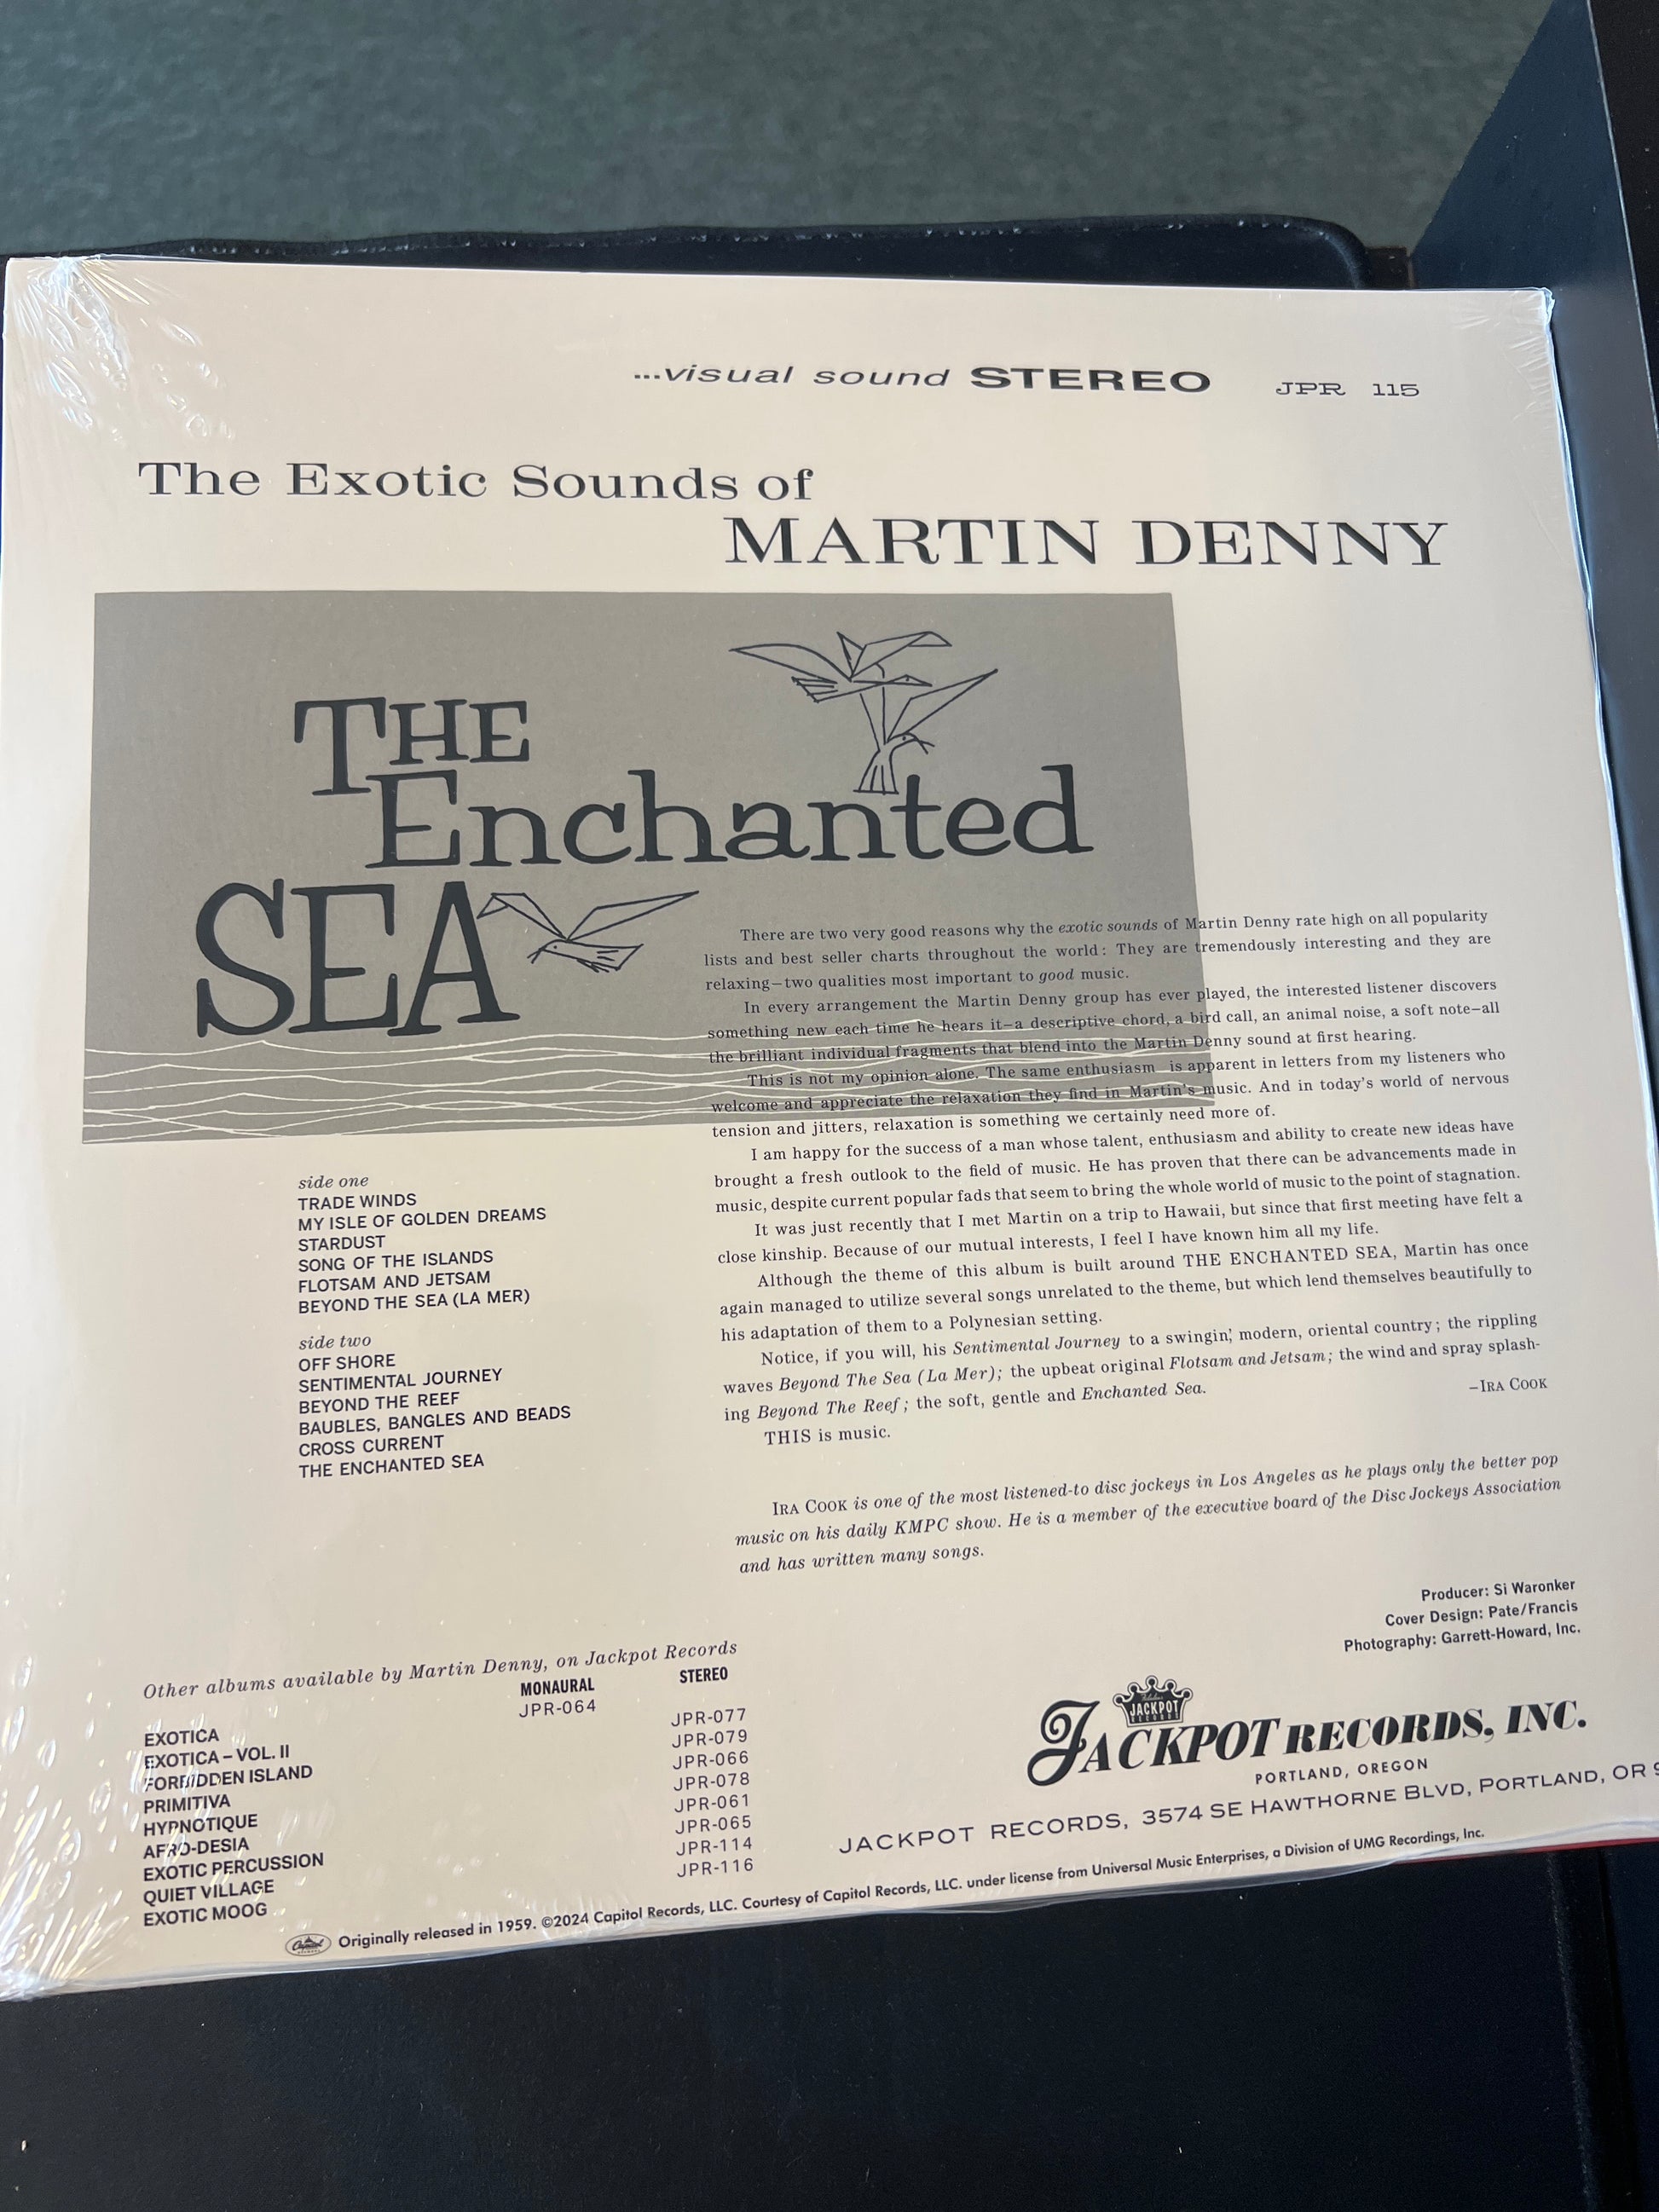 ...visual sound STEREO JPR 115
The Exotic Sounds of
MARTIN DENNY
THE
Enchanted
SEA
There are two very good reasons why the exotic sounds of Martin Denny rate high on all popularity
lists and best seller charts throughout the world: They are tremendously interesting and they are
relaxing—two qualities most important to good music.
In every arrangement the Martin Denny group has ever played, the interested listener discovers
something new each time he hears it—a descriptive chord, a bird call, an animal noise, a soft note—all
the brilliant individual fragments that blend into the Martin Denny sound at first hearing.
This is not my opinion alone. The same enthusiasm is apparent in letters from my listeners who
welcome and appreciate the relaxation they find in Martin's music. And in today's world of nervous
tension and jitters, relaxation is something we certainly need more of.
I am happy for the success of a man whose talent, enthusiasm and ability to create new ideas have
brought a fresh outlook to the field of music. He has proven that there can be advancements made in
music, despite current popular fads that seem to bring the whole world of music to the point of stagnation.
It was just recently that I met Martin on a trip to Hawaii, but since that first meeting have felt a
close kinship. Because of our mutual interests, I feel I have known him all my life.
Although the theme of this album is built around THE ENCHANTED SEA, Martin has once
again managed to utilize several songs unrelated to the theme, but which lend themselves beautifully to
his adaptation of them to a Polynesian setting.
Notice, if you will, his Sentimental Journey to a swingin', modern, oriental country; the rippling
waves Beyond The Sea (La Mer); the upbeat original Flotsam and Jetsam; the wind and spray splash-
ing Beyond The Reef; the soft, gentle and Enchanted Sea.
THIS is music.
—IRA COOK
side one
TRADE WINDS
MY ISLE OF GOLDEN DREAMS
STARDUST
SONG OF THE ISLANDS
FLOTSAM AND JETSAM
BEYOND THE SEA (LA MER)
side two
OFF SHORE
SENTIMENTAL JOURNEY
BEYOND THE REEF
BAUBLES, BANGLES AND BEADS
CROSS CURRENT
THE ENCHANTED SEA
IRA COOK is one of the most listened-to disc jockeys in Los Angeles as he plays only the better pop
music on his daily KMPC show. He is a member of the executive board of the Disc Jockeys Association
and has written many songs.
Producer: Si Waronker
Cover Design: Pate/Francis
Photography: Garrett-Howard, Inc.
Other albums available by Martin Denny, on Jackpot Records
MONAURAL STEREO
JPR-064
EXOTICA
EXOTICA – VOL. II JPR-077
FORBIDDEN ISLAND JPR-079
PRIMITIVA JPR-066
HYPNOTIQUE JPR-078
AFRO-DESIA JPR-061
EXOTIC PERCUSSION JPR-065
QUIET VILLAGE JPR-114
EXOTIC MOOG JPR-116
JACKPOT
RECORDS
JACKPOT RECORDS, INC.
PORTLAND, OREGON
JACKPOT RECORDS, 3574 SE HAWTHORNE BLVD, PORTLAND, OR 9
Capitol
Originally released in 1959. ©2024 Capitol Records, LLC. Courtesy of Capitol Records, LLC. under license from Universal Music Enterprises, a Division of UMG Recordings, Inc.